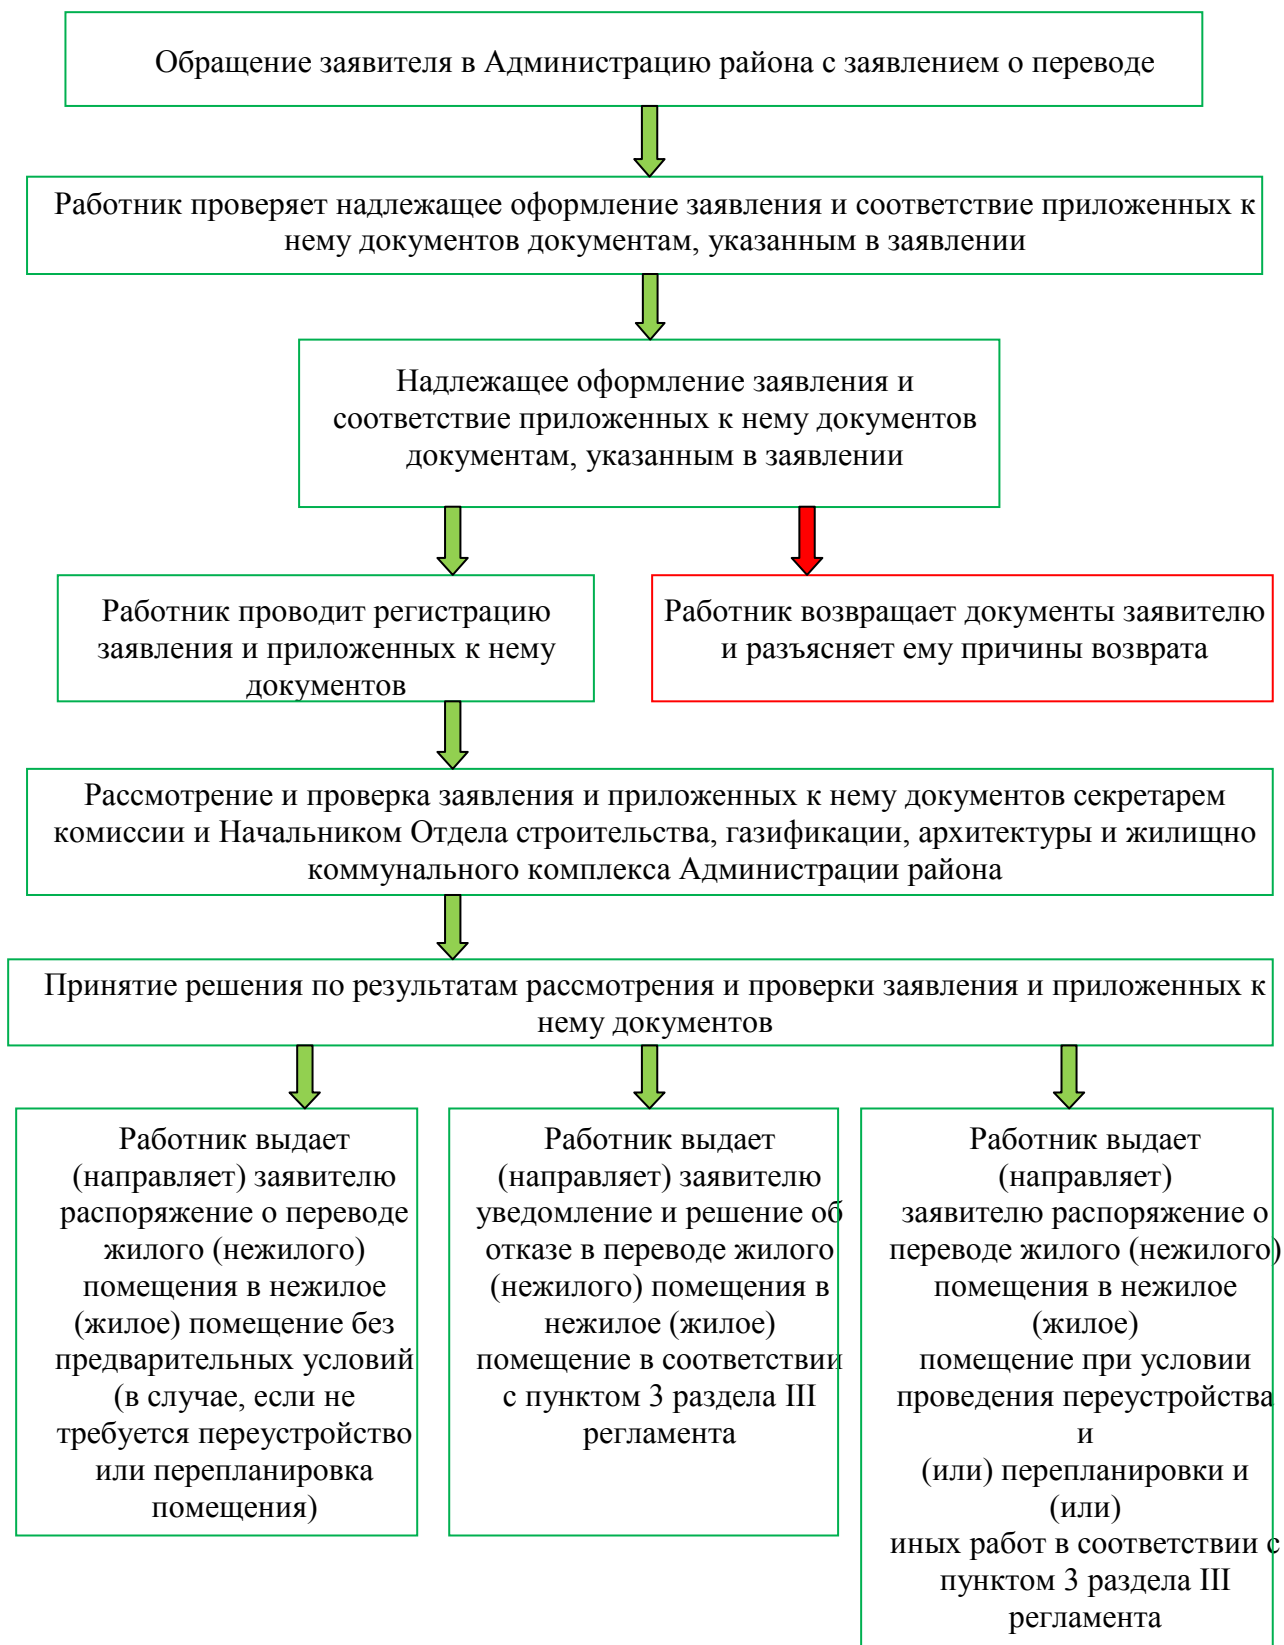 Обращение заявителя в Администрацию района с заявлением о переводе
Работник проверяет надлежащее оформление заявления и соответствие приложенных к
нему документов документам, указанным в заявлении
Надлежащее оформление заявления и
соответствие приложенных к нему документов
документам, указанным в заявлении
Работник проводит регистрацию
заявления и приложенных к нему
документов
Работник возвращает документы заявителю
и разъясняет ему причины возврата
Рассмотрение и проверка заявления и приложенных к нему документов секретарем
комиссии и Начальником Отдела строительства, газификации, архитектуры и жилищно
коммунального комплекса Администрации района
Принятие решения по результатам рассмотрения и проверки заявления и приложенных к
нему документов
Работник выдает
(направляет) заявителю
распоряжение о переводе
жилого (нежилого)
помещения в нежилое
(жилое) помещение без
предварительных условий
(в случае, если не
требуется переустройство
или перепланировка
помещения)
Работник выдает
(направляет) заявителю
уведомление и решение об
отказе в переводе жилого
(нежилого) помещения в
нежилое (жилое)
помещение в соответствии
с пунктом 3 раздела III
регламента
Работник выдает
(направляет)
заявителю распоряжение о
переводе жилого (нежилого)
помещения в нежилое
(жилое)
помещение при условии
проведения переустройства
и
(или) перепланировки и
(или)
иных работ в соответствии с
пунктом 3 раздела III
регламента